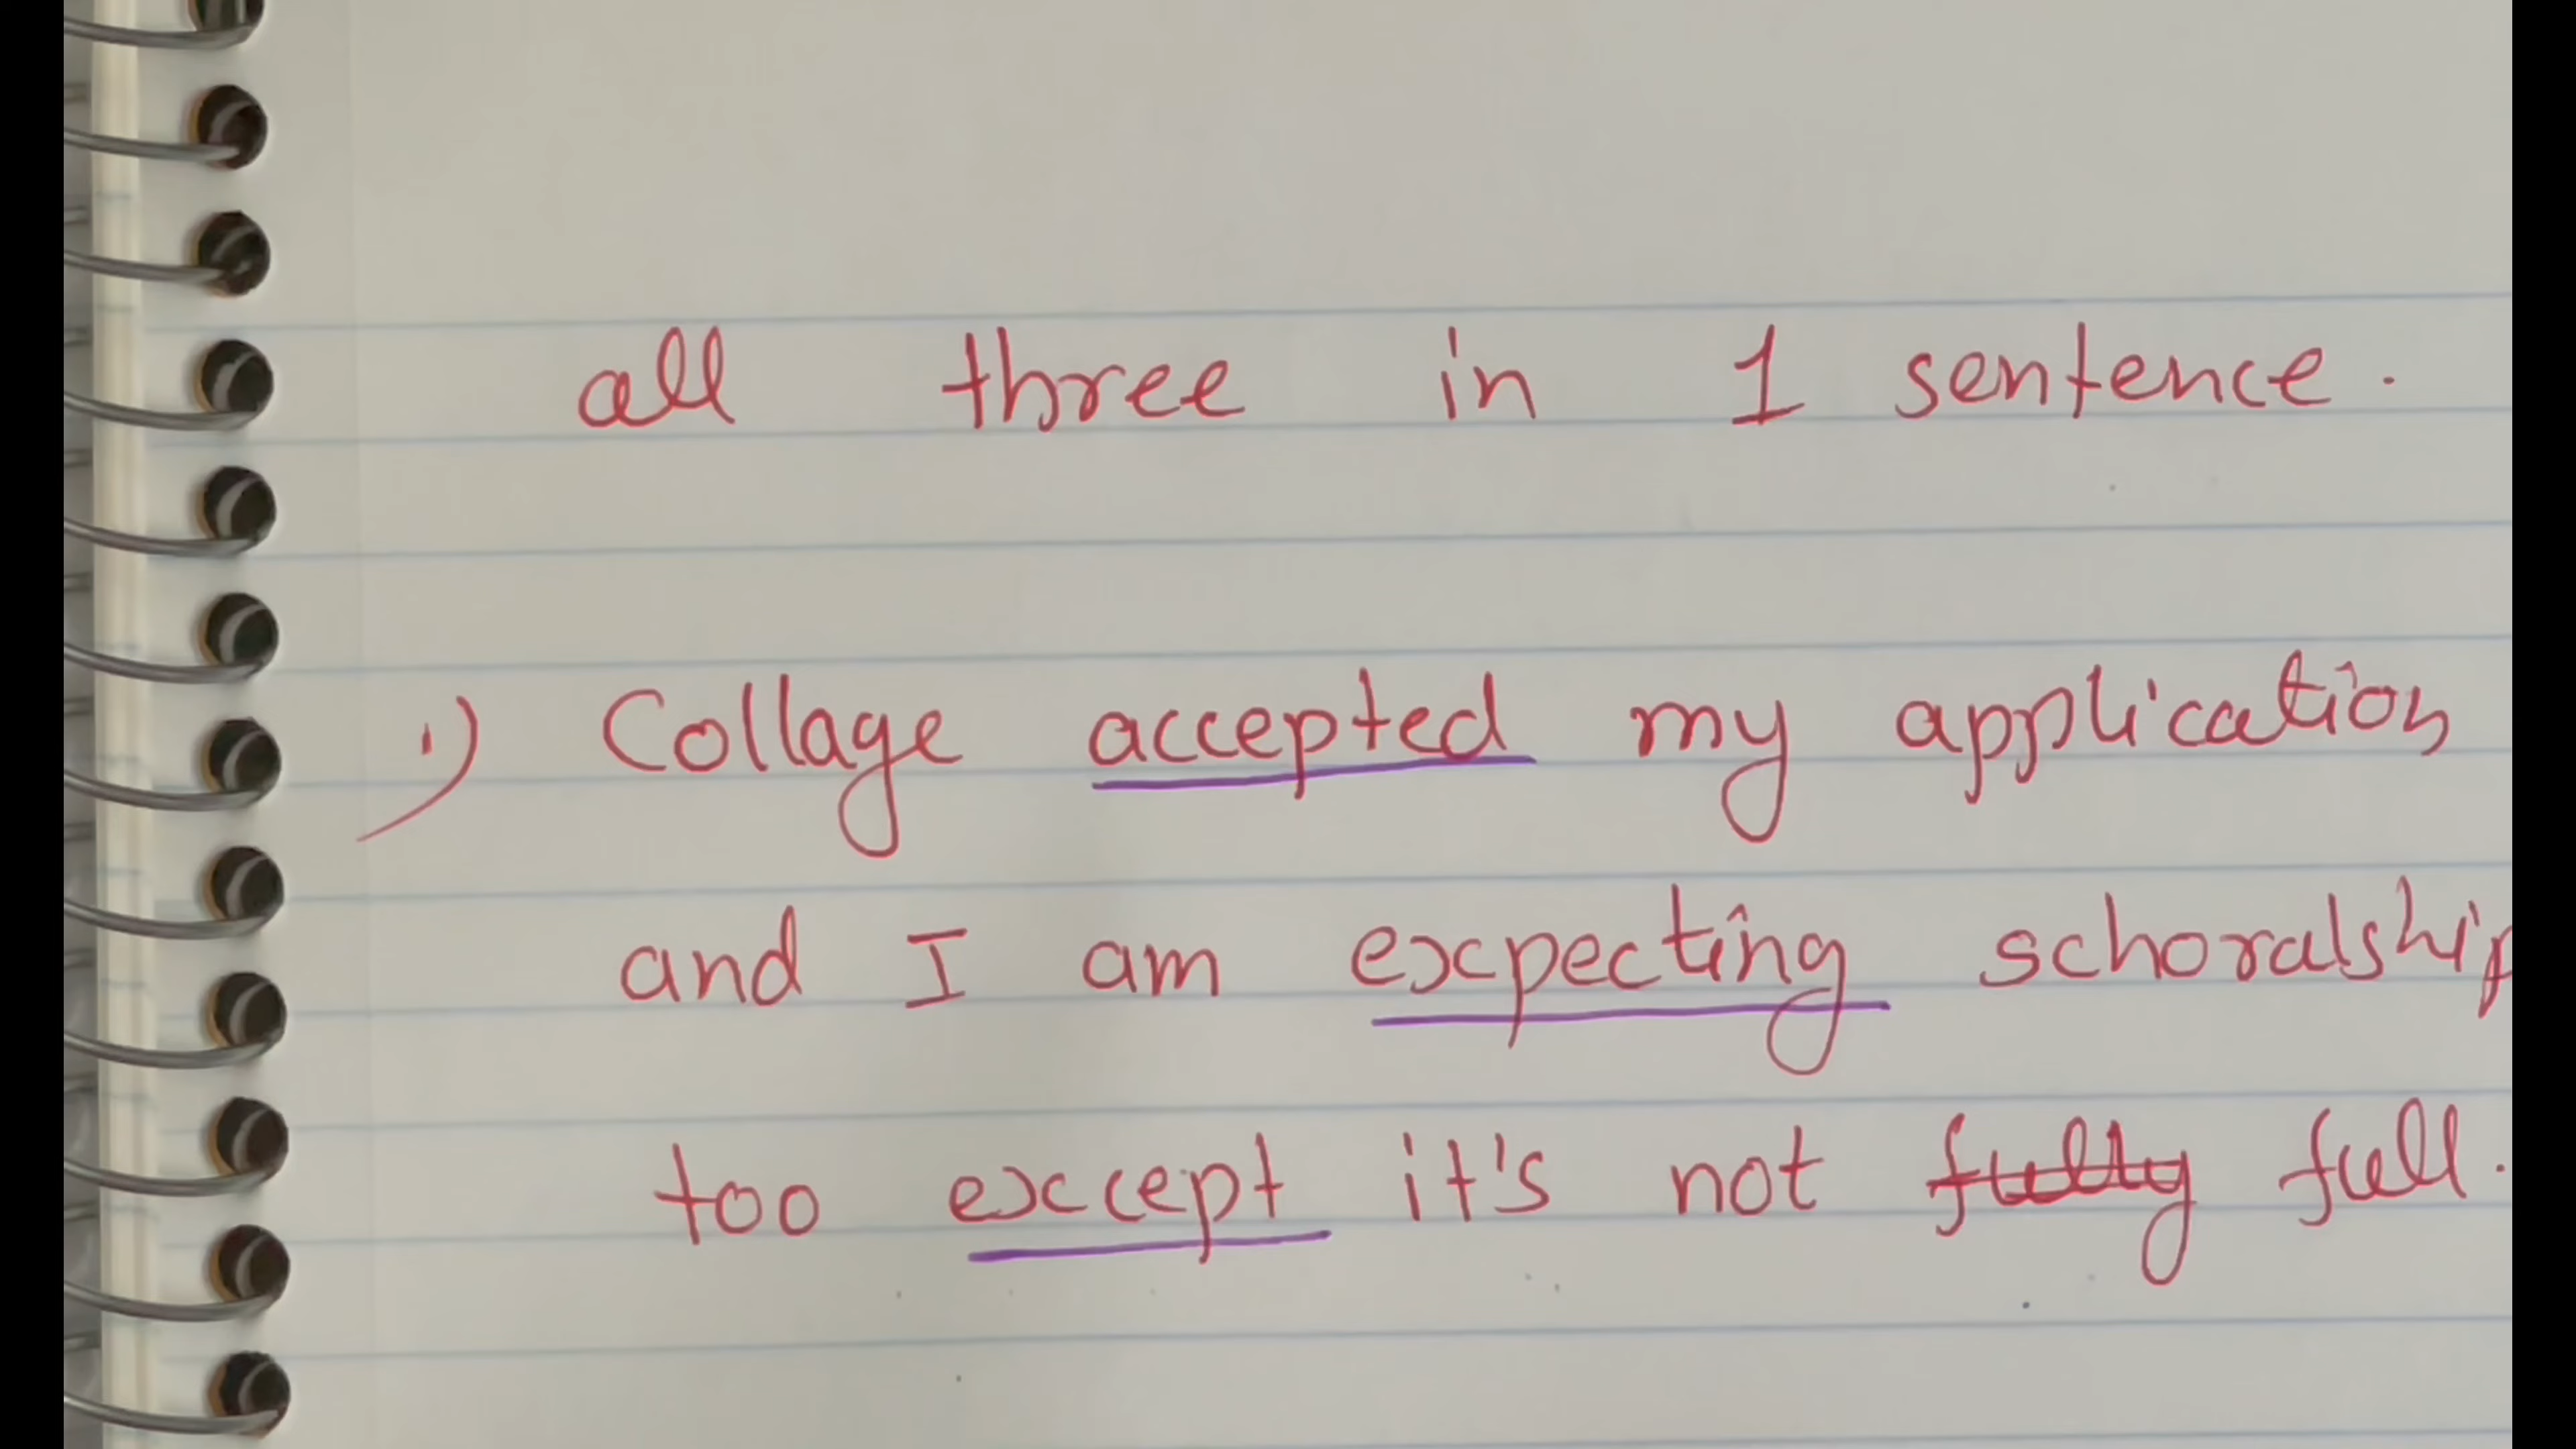 all three in 1 sentence.
1) Collage accepted my application
and I am expecting schoralship
too except it's not fully full.